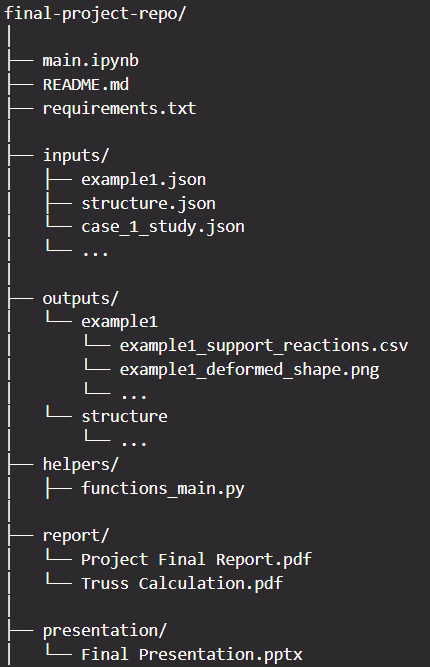 final-project-repo/
│
├── main.ipynb
├── README.md
├── requirements.txt
│
├── inputs/
│   ├── example1.json
│   ├── structure.json
│   └── case_1_study.json
│   └── ...
│
├── outputs/
│   └── example1
│       └── example1_support_reactions.csv
│       └── example1_deformed_shape.png
│       └── ...
│   └── structure
│       └── ...
├── helpers/
│   ├── functions_main.py
│
├── report/
│   └── Project Final Report.pdf
│   └── Truss Calculation.pdf
│
├── presentation/
│   └── Final Presentation.pptx